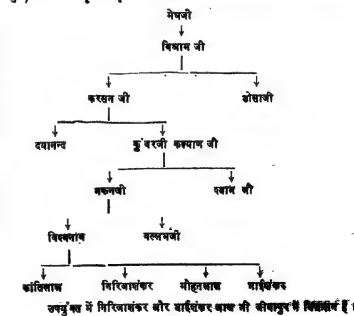 मेघजी
विश्राम जी
करसन जी डोसाजी
दयानन्द कुंवरजी कल्याण जी
मकनजी श्याम जी
विश्वनाथ वल्लभजी
कांतिलाल गिरिजाशंकर मोहनलाल भाईशंकर
उपर्युक्त में गिरिजाशंकर और भाईशंकर आज भी जीवापुर में विद्यमान हैं ।